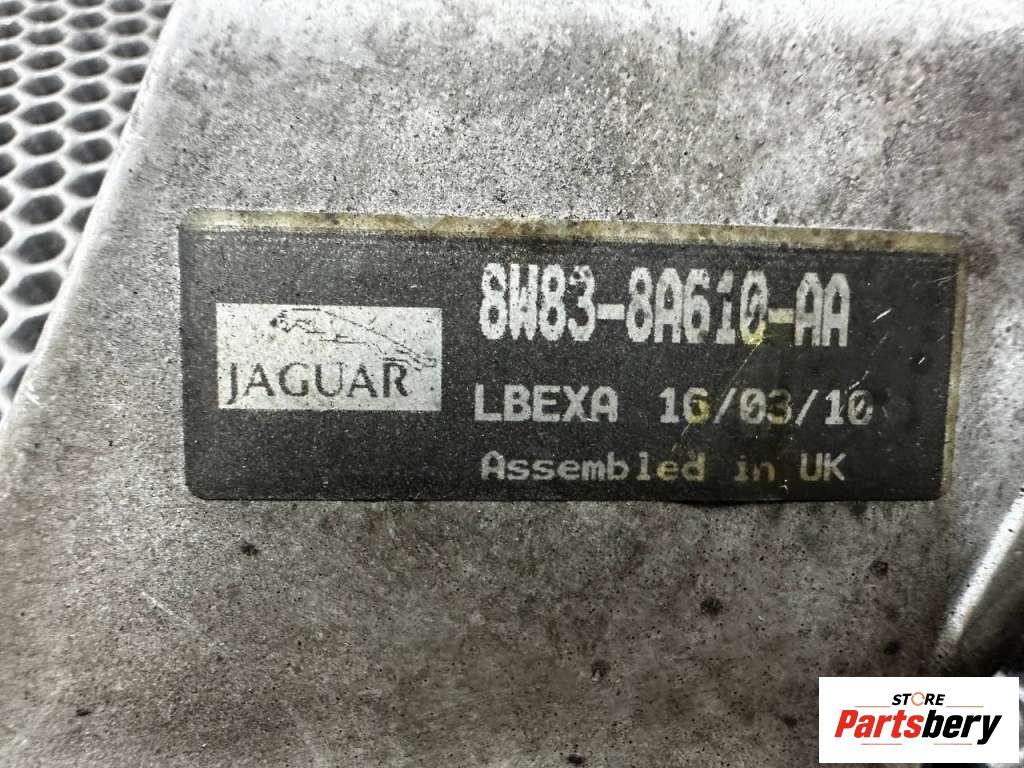 8W83-8A610-AA
JAGUAR
LBEXA 16/03/10
Assembled in UK
STORE
Partsbery